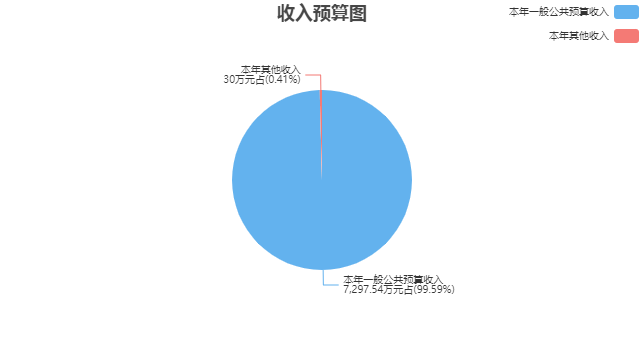 收入预算图
本年一般公共预算收入
本年其他收入
本年其他收入
30万元占(0.41%)
本年一般公共预算收入
7,297.54万元占(99.59%)